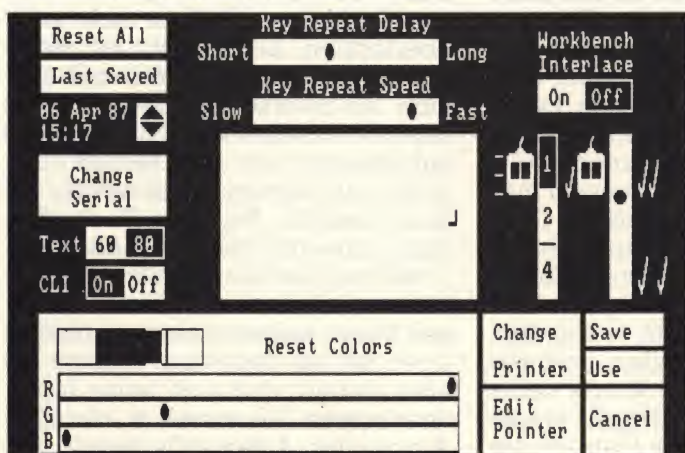 Reset All
Last Saved
06 Apr 87
15:17
Change
Serial
Text 60 80
CLI On Off
Key Repeat Delay
Short Long
Key Repeat Speed
Slow Fast
Workbench
Interlace
On Off
1
2
4
Reset Colors
R
G
B
Change
Printer
Edit
Pointer
Save
Use
Cancel